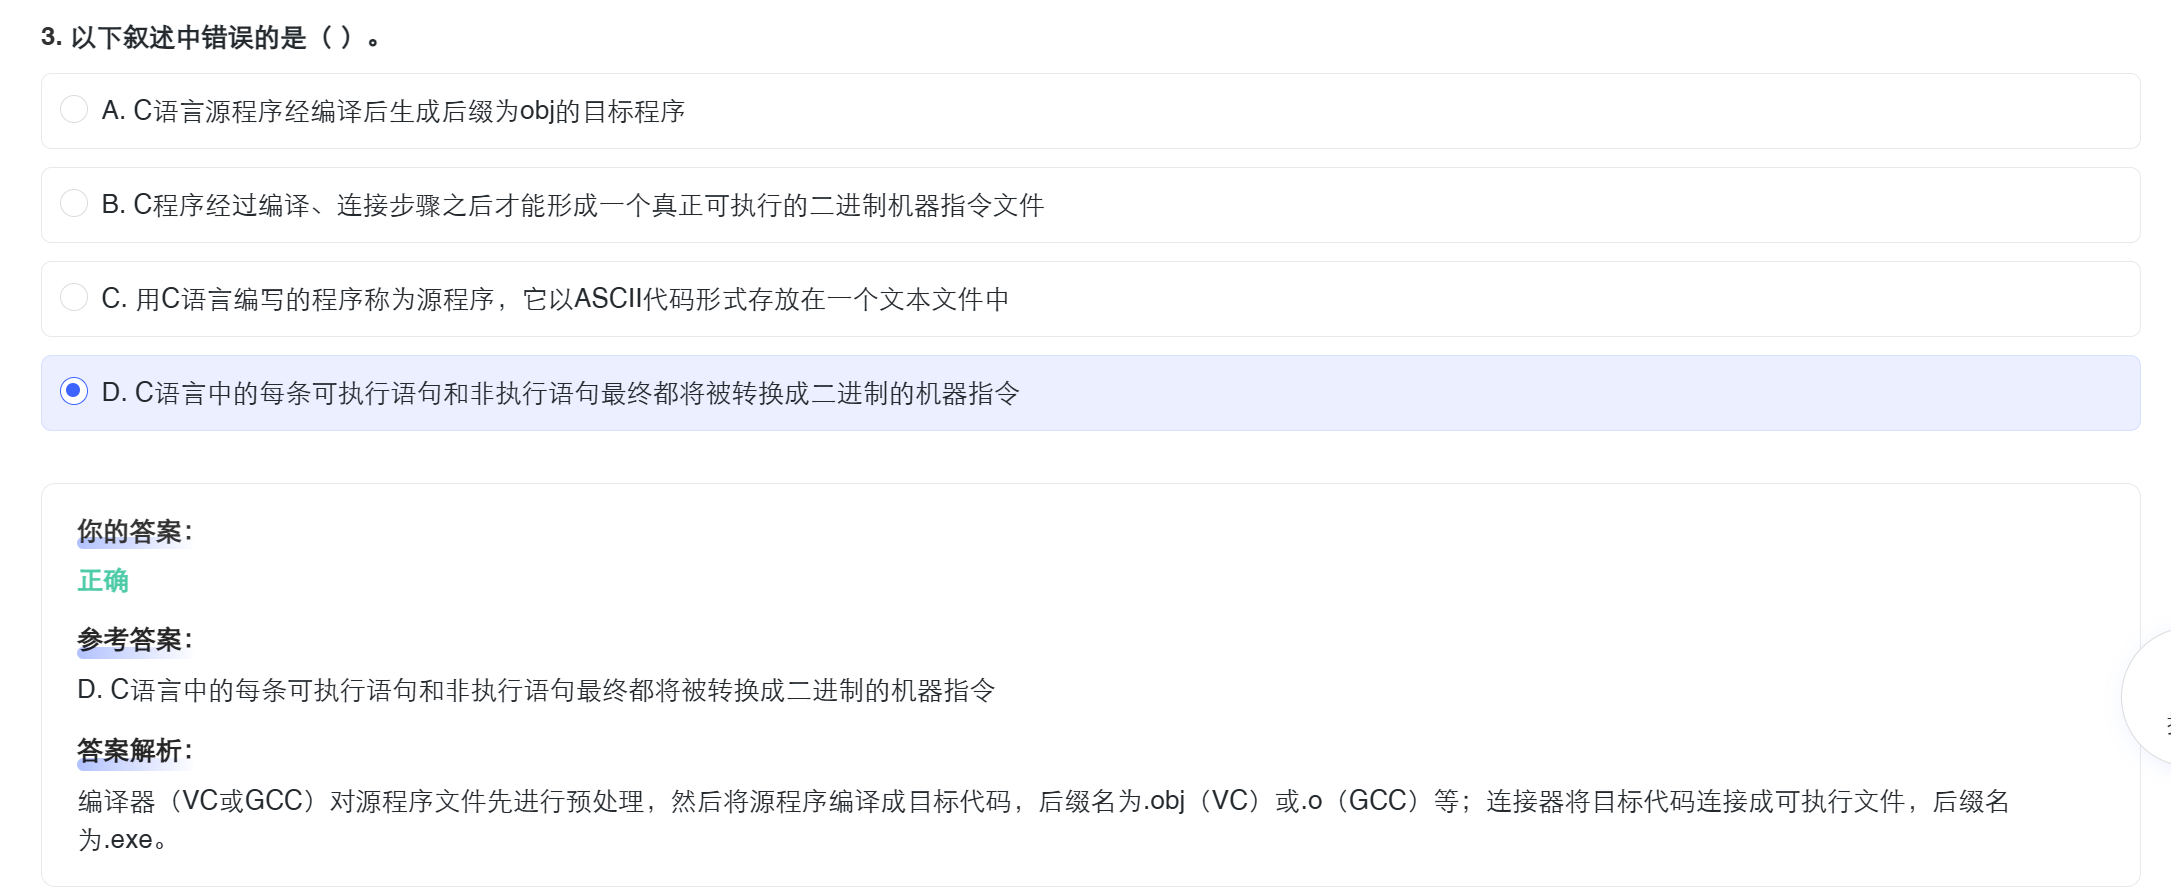 3. 以下叙述中错误的是（ ）。
A. C语言源程序经编译后生成后缀为obj的目标程序
B. C程序经过编译、连接步骤之后才能形成一个真正可执行的二进制机器指令文件
C. 用C语言编写的程序称为源程序，它以ASCII代码形式存放在一个文本文件中
D. C语言中的每条可执行语句和非执行语句最终都将被转换成二进制的机器指令
你的答案：
正确
参考答案：
D. C语言中的每条可执行语句和非执行语句最终都将被转换成二进制的机器指令
答案解析：
编译器（VC或GCC）对源程序文件先进行预处理，然后将源程序编译成目标代码，后缀名为.obj（VC）或.o（GCC）等；连接器将目标代码连接成可执行文件，后缀名
为.exe。